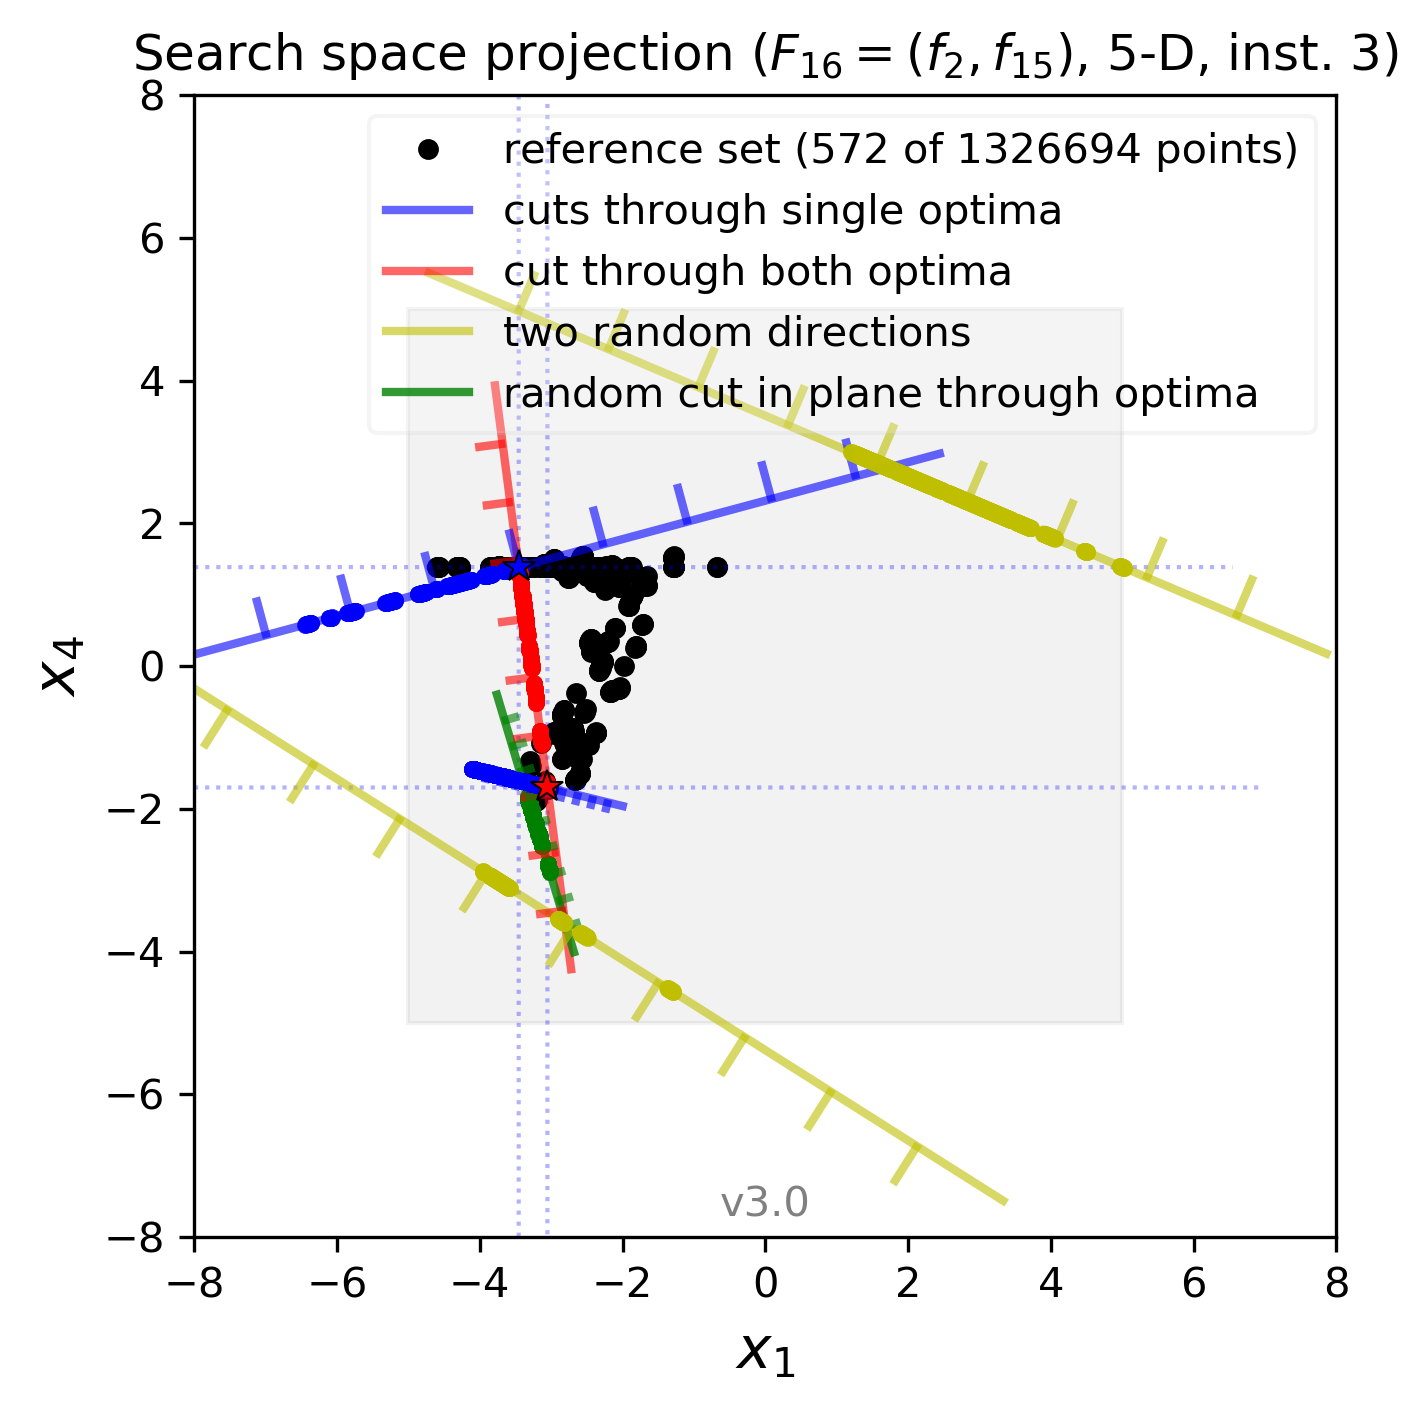 Search space projection (F₁₆ = (f₂, f₁₅), 5-D, inst. 3)
reference set (572 of 1326694 points)
cuts through single optima
cut through both optima
two random directions
random cut in plane through optima
8
6
4
2
0
−2
−4
−6
−8
x₄
v3.0
−8 −6 −4 −2 0 2 4 6 8
x₁